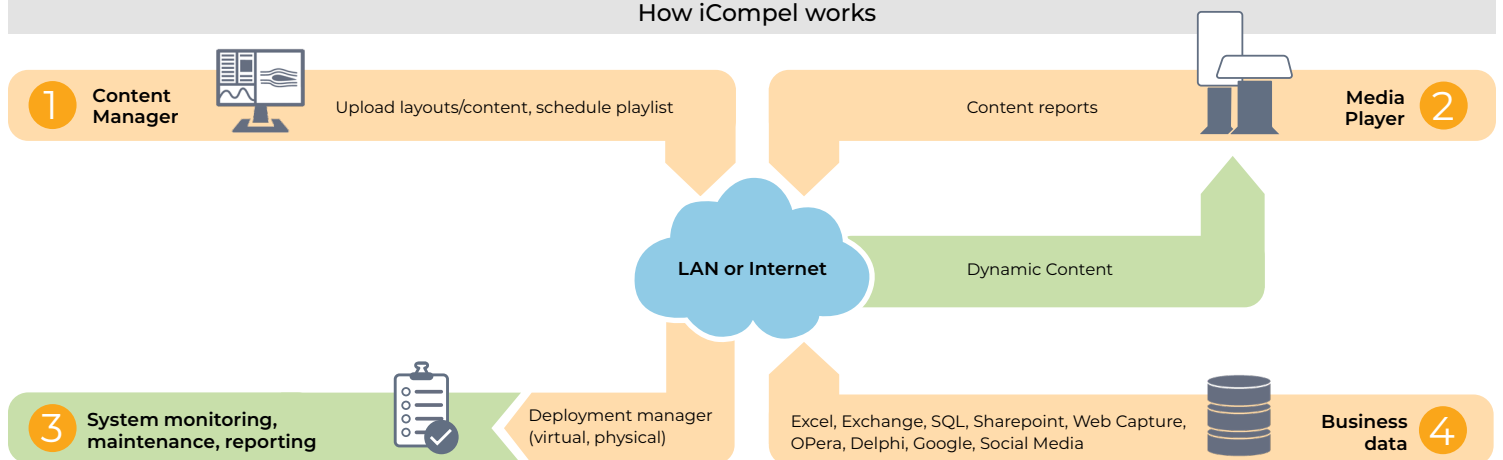 How iCompel works
1
Content
Manager
Upload layouts/content, schedule playlist
Content reports
Media
Player
2
LAN or Internet
Dynamic Content
3
System monitoring,
maintenance, reporting
Deployment manager
(virtual, physical)
Excel, Exchange, SQL, Sharepoint, Web Capture,
OPera, Delphi, Google, Social Media
Business
data
4